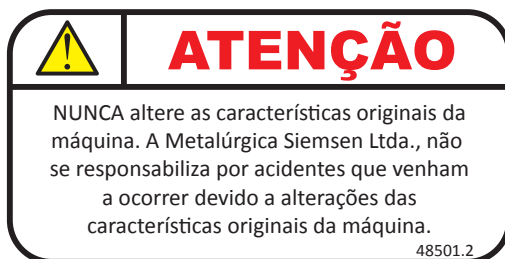 ATENÇÃO
NUNCA altere as características originais da
máquina. A Metalúrgica Siemsen Ltda., não
se responsabiliza por acidentes que venham
a ocorrer devido a alterações das
características originais da máquina.
48501.2